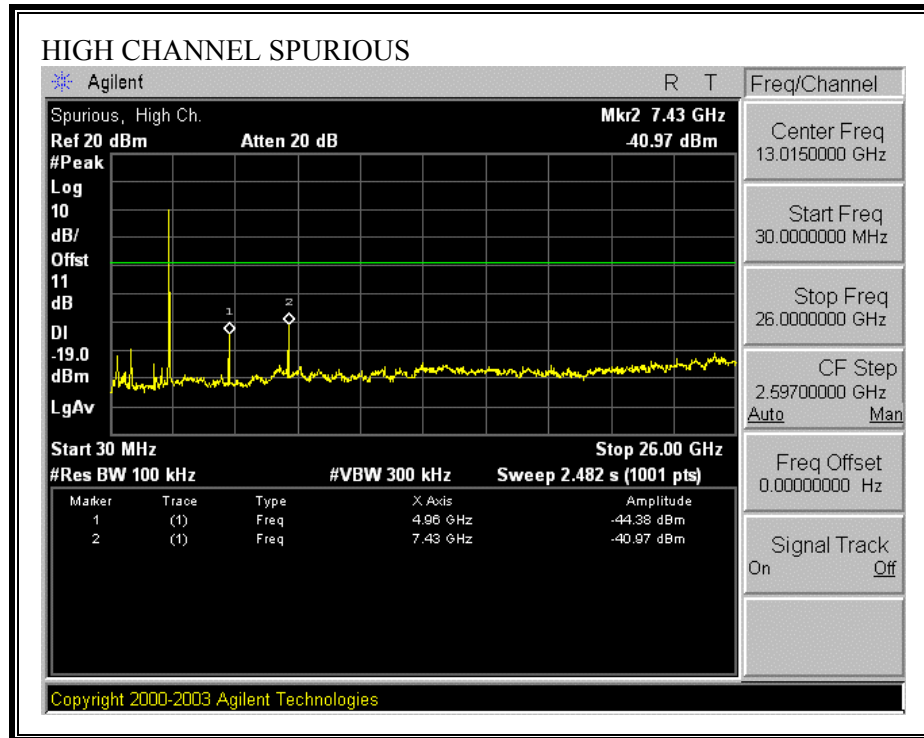 HIGH CHANNEL SPURIOUS
Agilent R T Freq/Channel
Spurious, High Ch. Mkr2 7.43 GHz
Ref 20 dBm Atten 20 dB -40.97 dBm
#Peak
Log
10
dB/
Offst
11
dB
DI
-19.0
dBm
LgAv
1
2
Start 30 MHz Stop 26.00 GHz
#Res BW 100 kHz #VBW 300 kHz Sweep 2.482 s (1001 pts)
Marker Trace Type X Axis Amplitude
1 (1) Freq 4.96 GHz -44.38 dBm
2 (1) Freq 7.43 GHz -40.97 dBm
Center Freq
13.0150000 GHz
Start Freq
30.0000000 MHz
Stop Freq
26.0000000 GHz
CF Step
2.59700000 GHz
Auto Man
Freq Offset
0.00000000 Hz
Signal Track
On Off
Copyright 2000-2003 Agilent Technologies